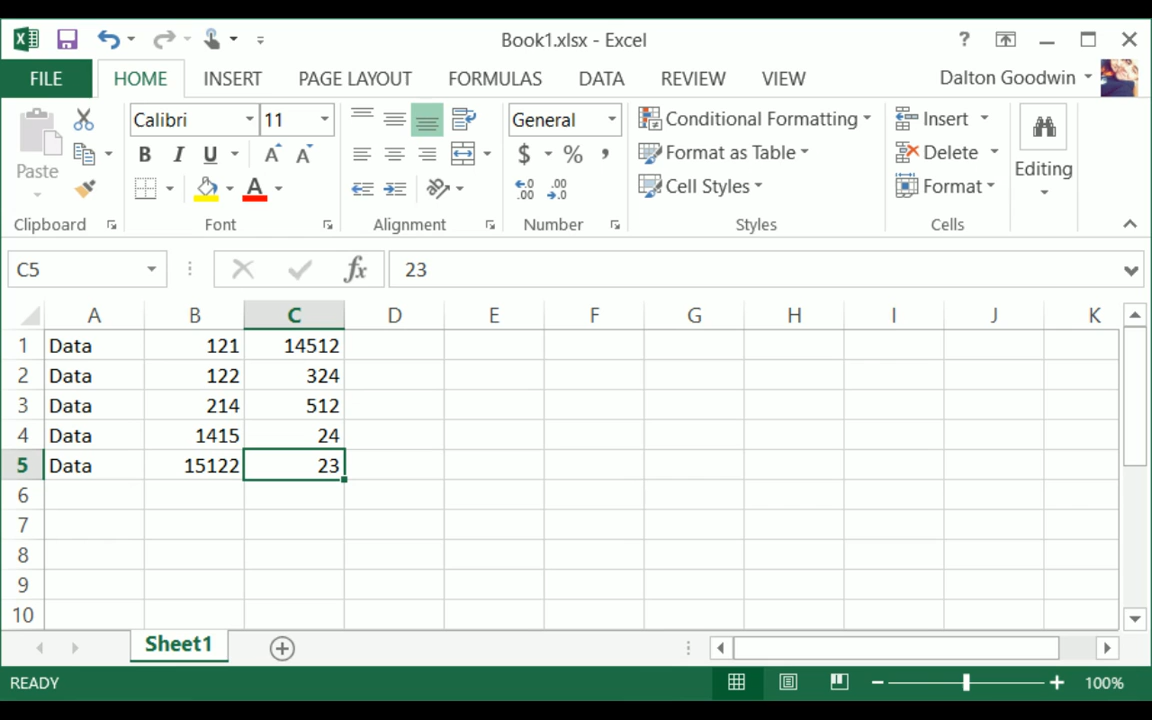 Book1.xlsx - Excel
?
FILE HOME INSERT PAGE LAYOUT FORMULAS DATA REVIEW VIEW Dalton Goodwin
Paste
Calibri 11
General
B I U A A
A
$ % ,
Conditional Formatting
Format as Table
Cell Styles
Insert
Delete
Format
Editing
Clipboard Font Alignment Number Styles Cells
C5 fx 23
A B C D E F G H I J K
1 Data 121 14512
2 Data 122 324
3 Data 214 512
4 Data 1415 24
5 Data 15122 23
6
7
8
9
10
Sheet1
READY 100%